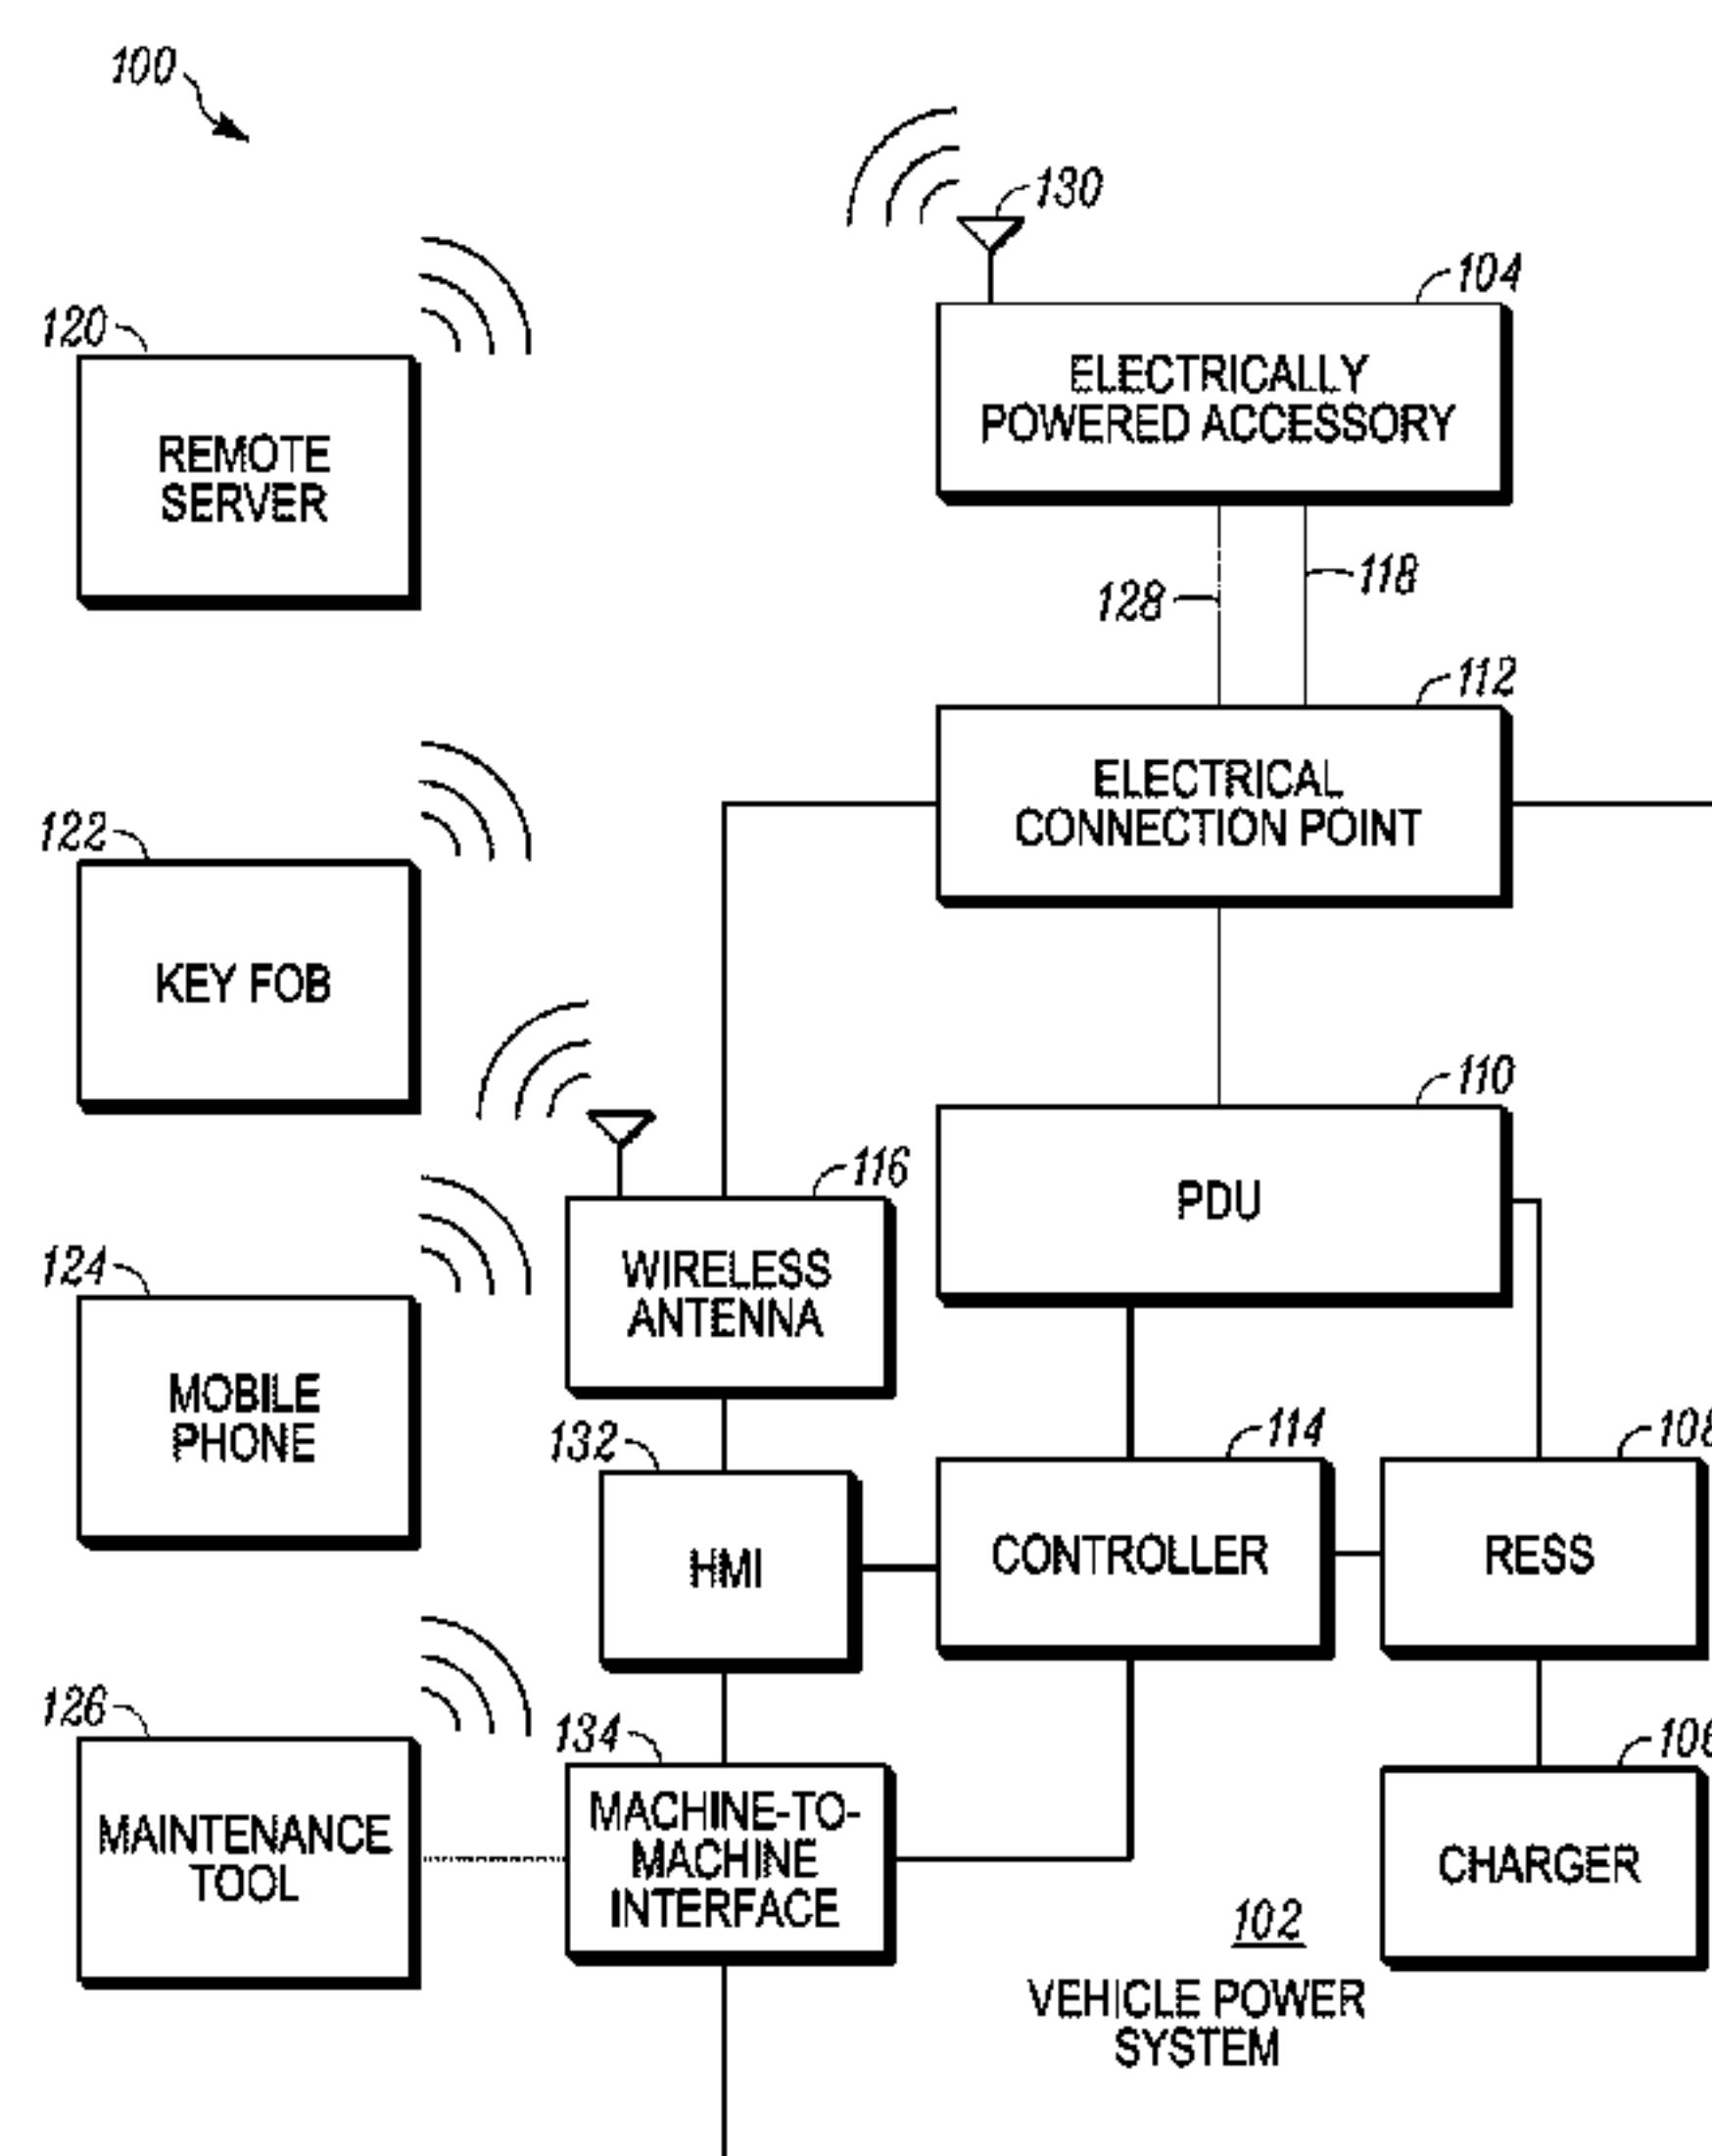 100
130
104
120
ELECTRICALLY
POWERED ACCESSORY
REMOTE
SERVER
128
118
112
122
ELECTRICAL
CONNECTION POINT
KEY FOB
110
116
PDU
124
WIRELESS
ANTENNA
MOBILE
PHONE
132
114
108
HMI
CONTROLLER
RESS
126
134
106
MAINTENANCE
TOOL
MACHINE-TO-
MACHINE
INTERFACE
CHARGER
102
VEHICLE POWER
SYSTEM